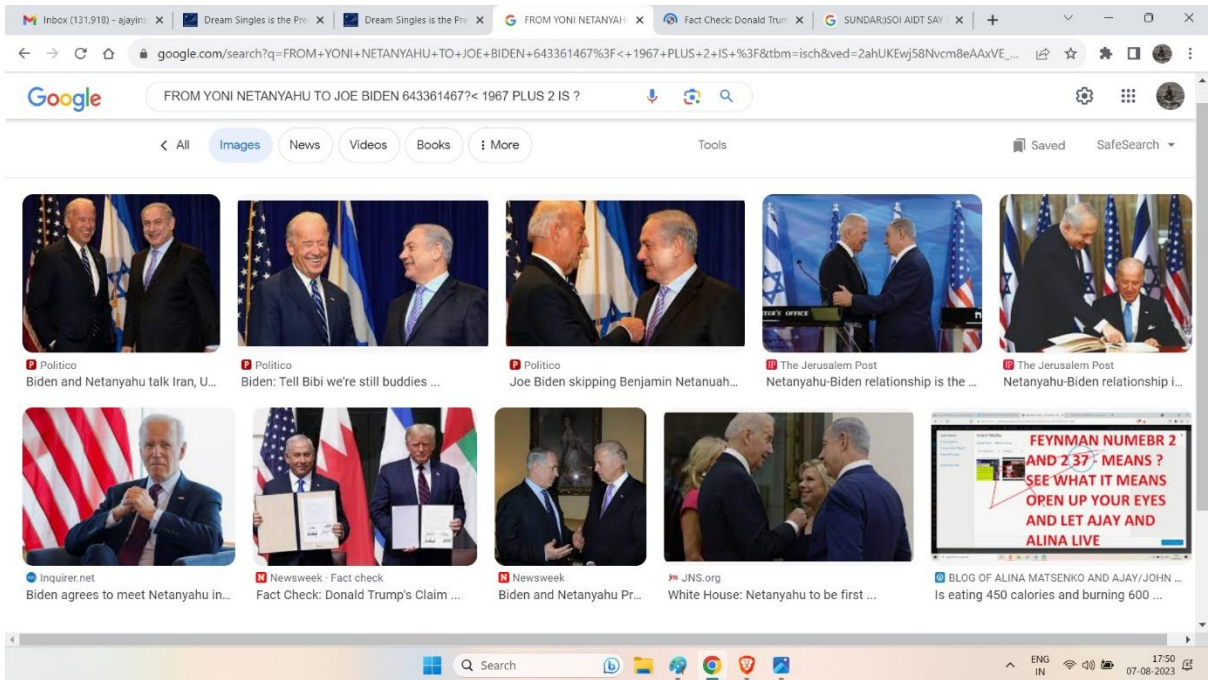 Inbox (131,918) - ajayins
Dream Singles is the Pre
Dream Singles is the Pre
FROM YONI NETANYAH
Fact Check: Donald Trum
SUNDAR)SOI AIDT SAY
google.com/search?q=FROM+YONI+NETANYAHU+TO+JOE+BIDEN+643361467%3F<+1967+PLUS+2+IS+%3F&tbm=isch&ved=2ahUKEwj58Nvcm8eAAxVE_...
Google
FROM YONI NETANYAHU TO JOE BIDEN 643361467?< 1967 PLUS 2 IS ?
< All Images News Videos Books More Tools Saved SafeSearch
Politico
Biden and Netanyahu talk Iran, U...
Politico
Biden: Tell Bibi we're still buddies ...
Politico
Joe Biden skipping Benjamin Netanuah...
The Jerusalem Post
Netanyahu-Biden relationship is the ...
The Jerusalem Post
Netanyahu-Biden relationship i...
Inquirer.net
Biden agrees to meet Netanyahu in...
Newsweek · Fact check
Fact Check: Donald Trump's Claim ...
Newsweek
Biden and Netanyahu Pr...
JNS.org
White House: Netanyahu to be first ...
FEYNMAN NUMEBR 2
AND 2 37 - MEANS ?
SEE WHAT IT MEANS
OPEN UP YOUR EYES
AND LET AJAY AND
ALINA LIVE
BLOG OF ALINA MATSENKO AND AJAY/JOHN ...
Is eating 450 calories and burning 600 ...
Search
ENG
IN
17:50
07-08-2023